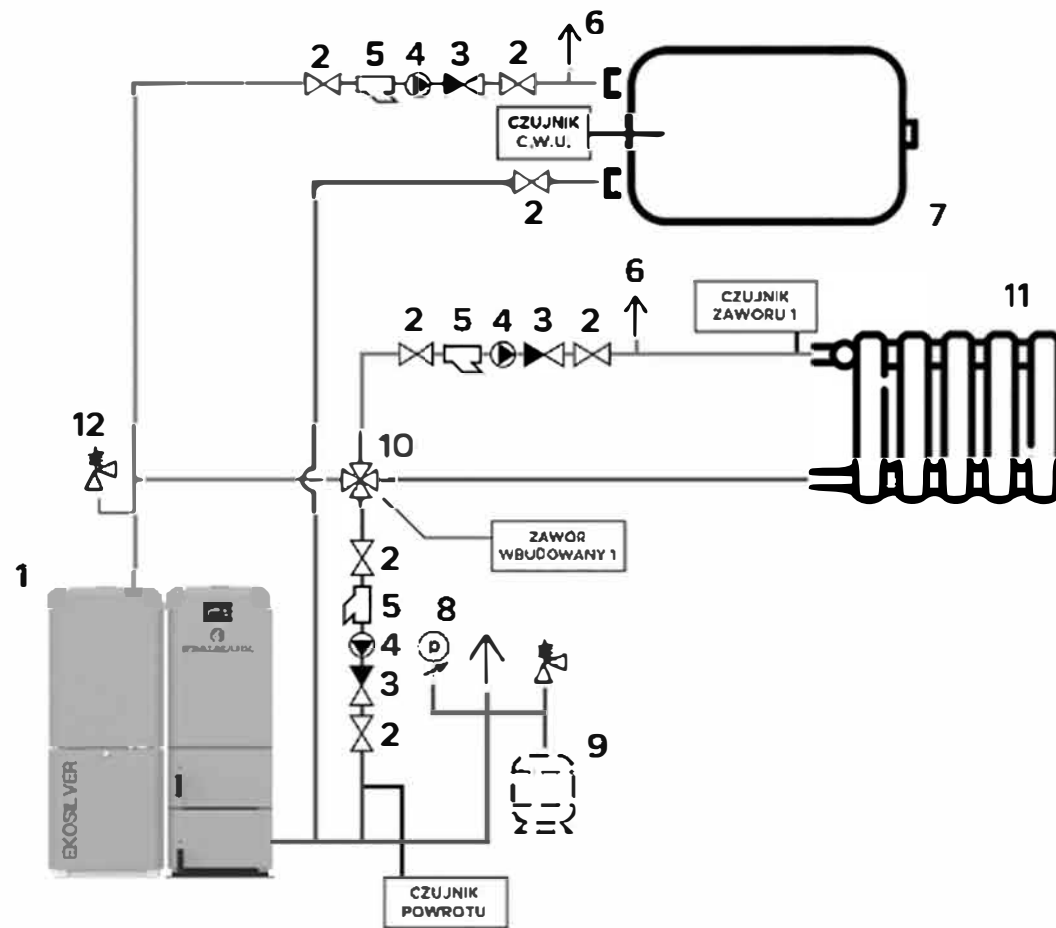 2 5 4 3 2 6
CZUJNIK
C.W.U.
2
7
6
CZUJNIK
ZAWORU 1
11
2 5 4 3 2
12
10
ZAWÓR
WBUDOWANY 1
2
1
5
8
p
4
3
2
9
EKOSILVER
CZUJNIK
POWROTU